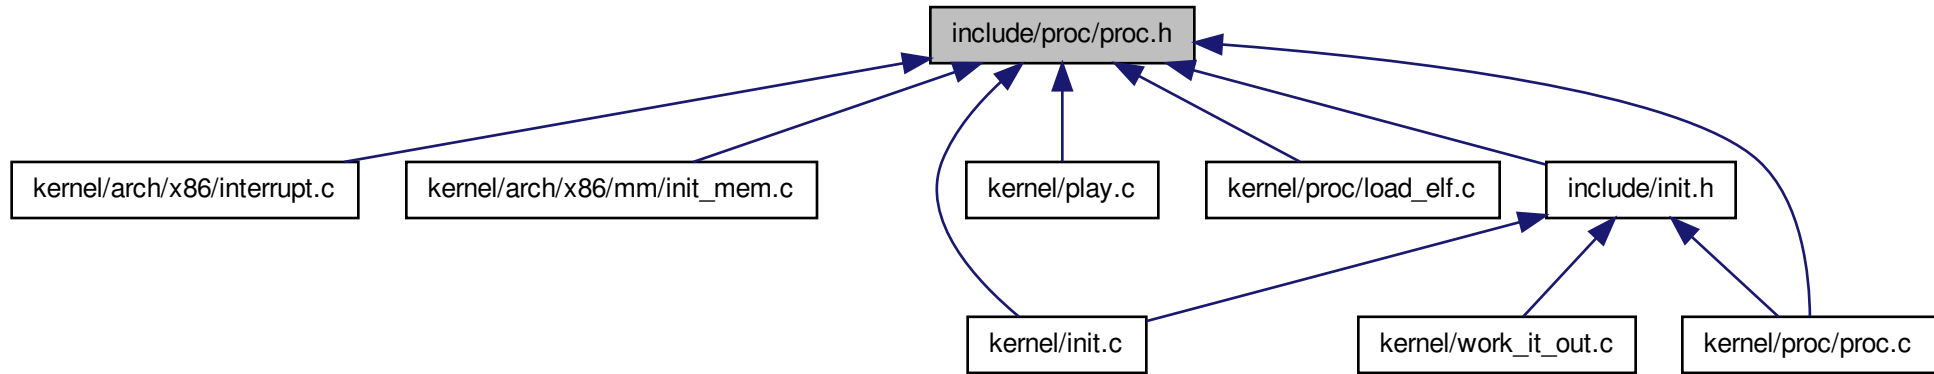 include/proc/proc.h
kernel/arch/x86/interrupt.c
kernel/arch/x86/mm/init_mem.c
kernel/play.c
kernel/proc/load_elf.c
include/init.h
kernel/init.c
kernel/work_it_out.c
kernel/proc/proc.c